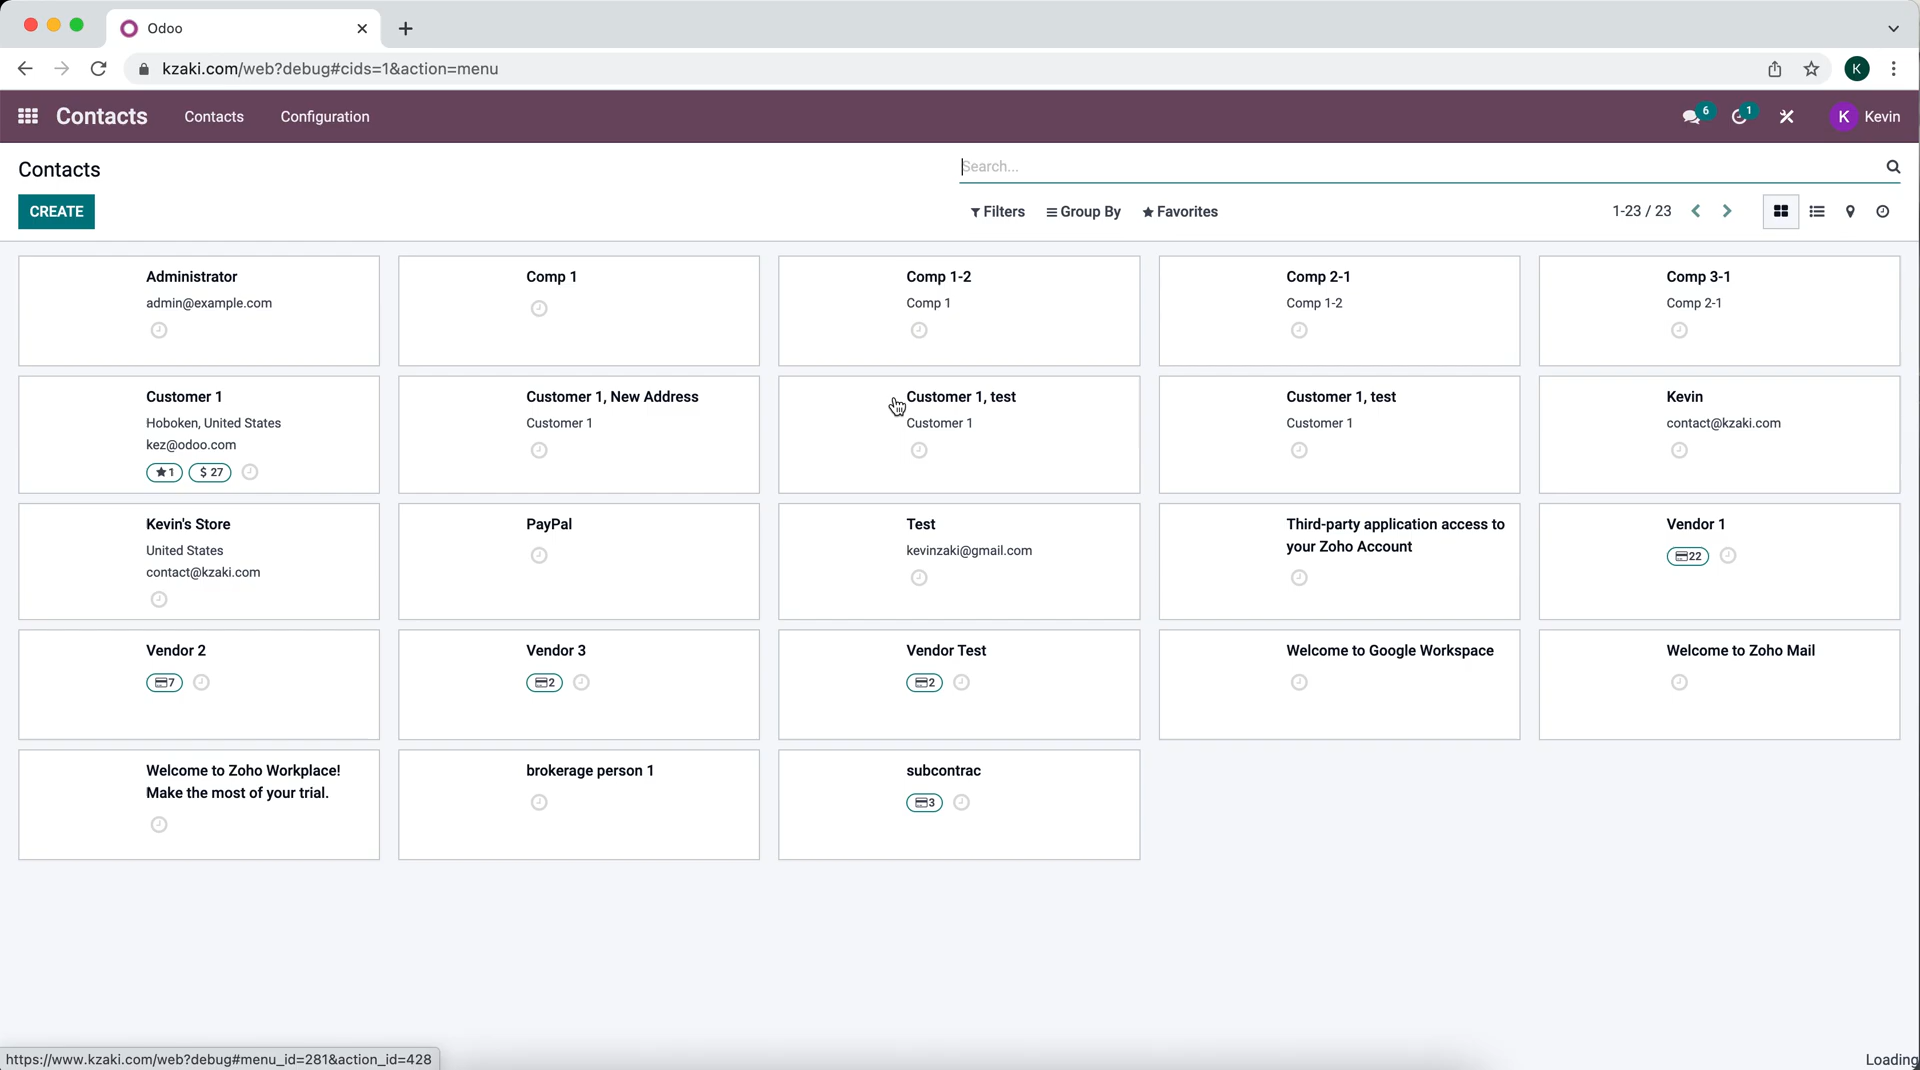 Odoo
kzaki.com/web?debug#cids=1&action=menu
K
Contacts
Contacts
Configuration
6
1
K
Kevin
Contacts
Search...
CREATE
Filters
Group By
Favorites
1-23 / 23
Administrator
admin@example.com
Comp 1
Comp 1-2
Comp 1
Comp 2-1
Comp 1-2
Comp 3-1
Comp 2-1
Customer 1
Hoboken, United States
kez@odoo.com
1
$ 27
Customer 1, New Address
Customer 1
Customer 1, test
Customer 1
Customer 1, test
Customer 1
Kevin
contact@kzaki.com
Kevin's Store
United States
contact@kzaki.com
PayPal
Test
kevinzaki@gmail.com
Third-party application access to
your Zoho Account
Vendor 1
22
Vendor 2
7
Vendor 3
2
Vendor Test
2
Welcome to Google Workspace
Welcome to Zoho Mail
Welcome to Zoho Workplace!
Make the most of your trial.
brokerage person 1
subcontrac
3
https://www.kzaki.com/web?debug#menu_id=281&action_id=428
Loading